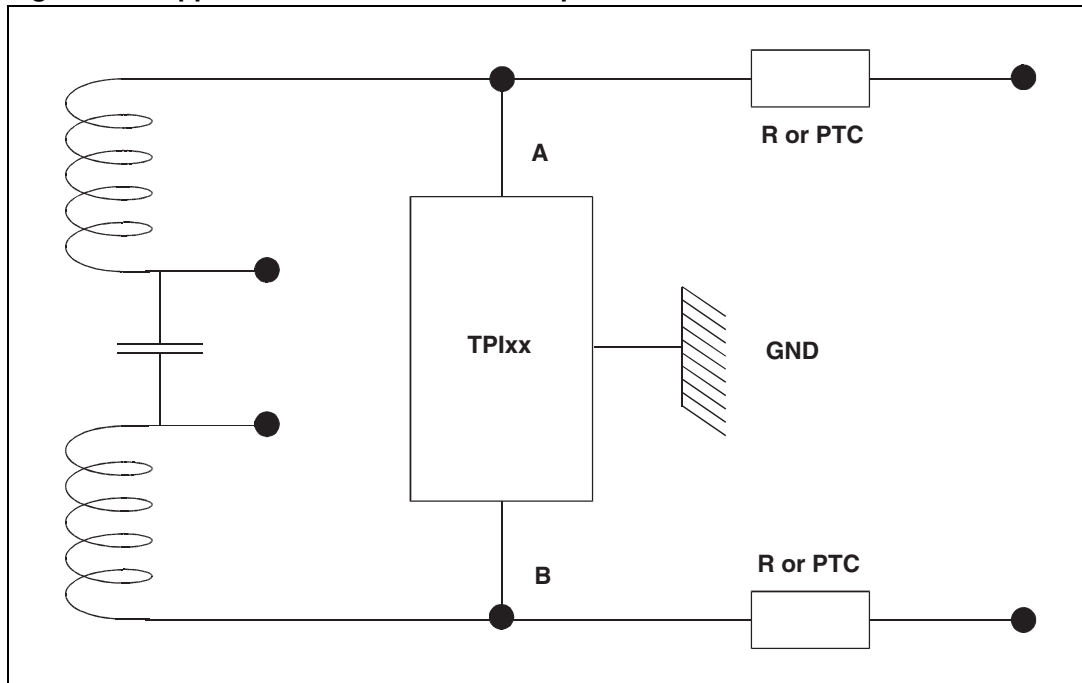 R or PTC
A
TPIxx
GND
B
R or PTC